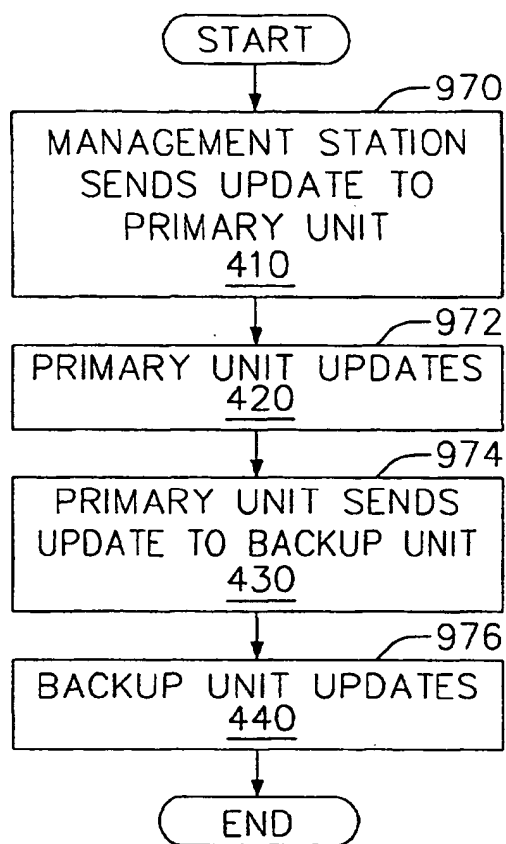 START
970
MANAGEMENT STATION
SENDS UPDATE TO
PRIMARY UNIT
410
972
PRIMARY UNIT UPDATES
420
974
PRIMARY UNIT SENDS
UPDATE TO BACKUP UNIT
430
976
BACKUP UNIT UPDATES
440
END